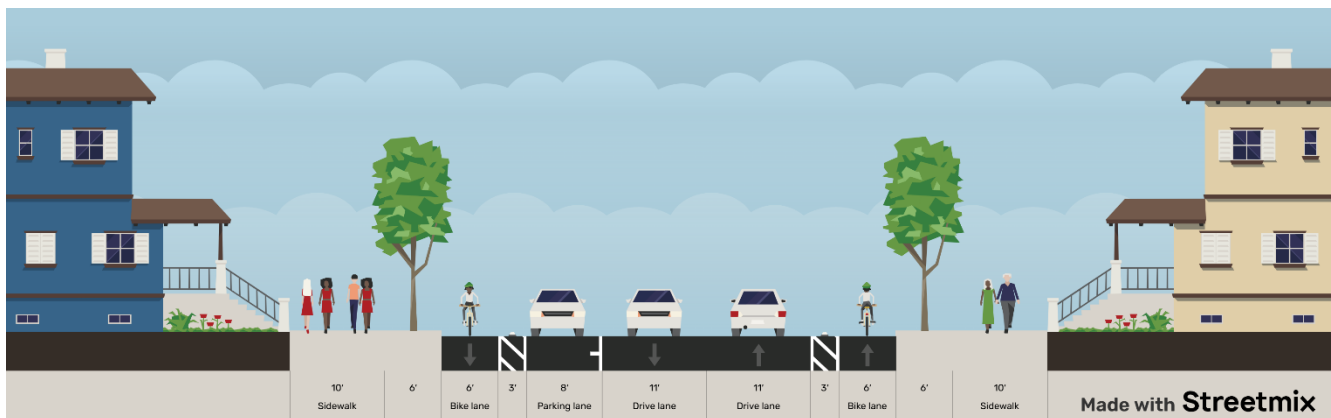 10' 6' 6' 3' 8' 11' 11' 3' 6' 6' 10'
Sidewalk Bike lane Parking lane Drive lane Drive lane Bike lane Sidewalk
Made with Streetmix